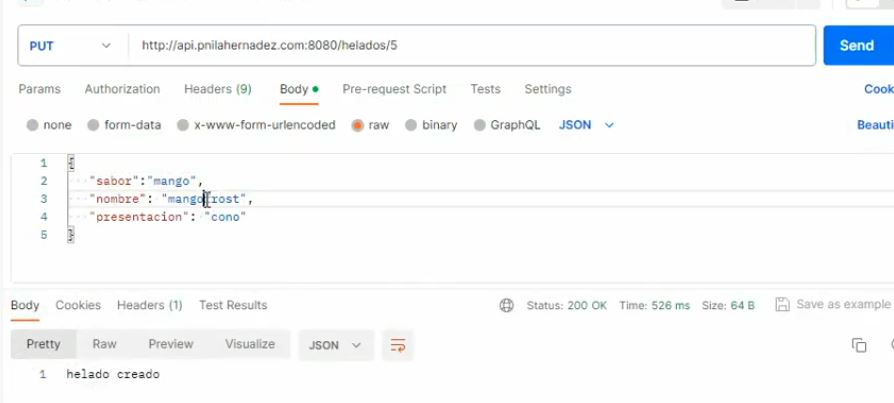 PUT http://api.pnilahernadez.com:8080/helados/5 Send
Params Authorization Headers (9) Body Pre-request Script Tests Settings Cook
none form-data x-www-form-urlencoded raw binary GraphQL JSON Beauti
1 {
2 "sabor":"mango",
3 "nombre": "mangofrost",
4 "presentacion": "cono"
5 }
Body Cookies Headers (1) Test Results Status: 200 OK Time: 526 ms Size: 64 B Save as example
Pretty Raw Preview Visualize JSON
1 helado creado